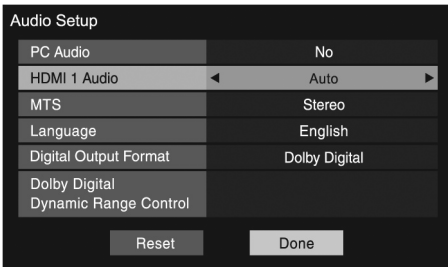 Audio Setup
PC Audio No
HDMI 1 Audio Auto
MTS Stereo
Language English
Digital Output Format Dolby Digital
Dolby Digital
Dynamic Range Control
Reset Done